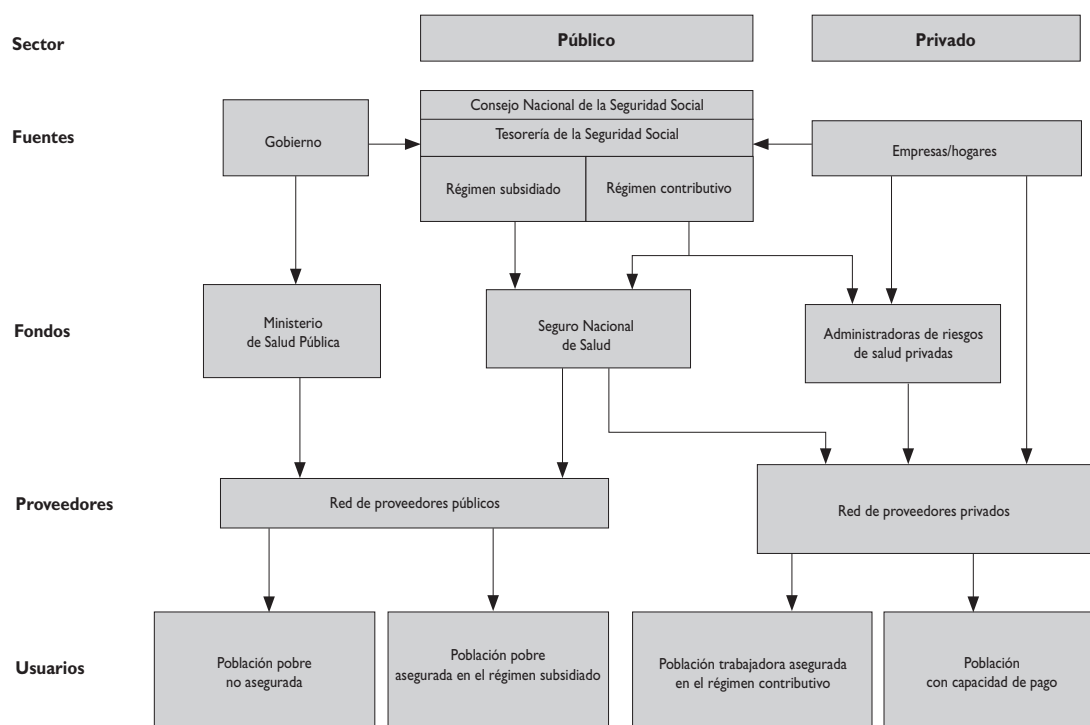 Sector
Público
Privado
Fuentes
Gobierno
Consejo Nacional de la Seguridad Social
Tesorería de la Seguridad Social
Régimen subsidiado
Régimen contributivo
Empresas/hogares
Fondos
Ministerio
de Salud Pública
Seguro Nacional
de Salud
Administradoras de riesgos
de salud privadas
Proveedores
Red de proveedores públicos
Red de proveedores privados
Usuarios
Población pobre
no asegurada
Población pobre
asegurada en el régimen subsidiado
Población trabajadora asegurada
en el régimen contributivo
Población
con capacidad de pago